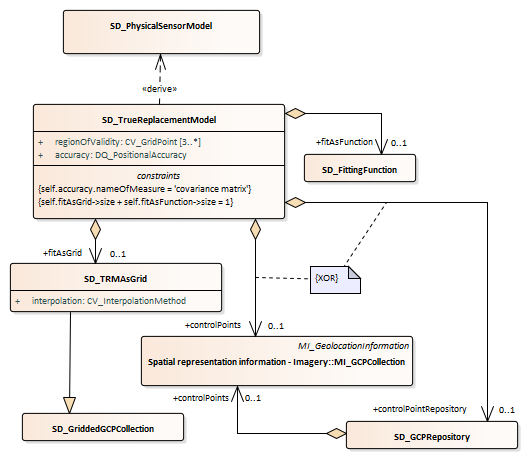 SD_PhysicalSensorModel
«derive»
SD_TrueReplacementModel
+ regionOfValidity: CV_GridPoint [3..*]
+ accuracy: DQ_PositionalAccuracy
constraints
{self.accuracy.nameOfMeasure = 'covariance matrix'}
{self.fitAsGrid->size + self.fitAsFunction->size = 1}
+fitAsFunction 0..1
SD_FittingFunction
+fitAsGrid 0..1
SD_TRMAsGrid
+ interpolation: CV_InterpolationMethod
{XOR}
+controlPoints 0..1
MI_GeolocationInformation
Spatial representation information - Imagery::MI_GCPCollection
+controlPoints 0..1
+controlPointRepository 0..1
SD_GriddedGCPCollection
SD_GCPRepository